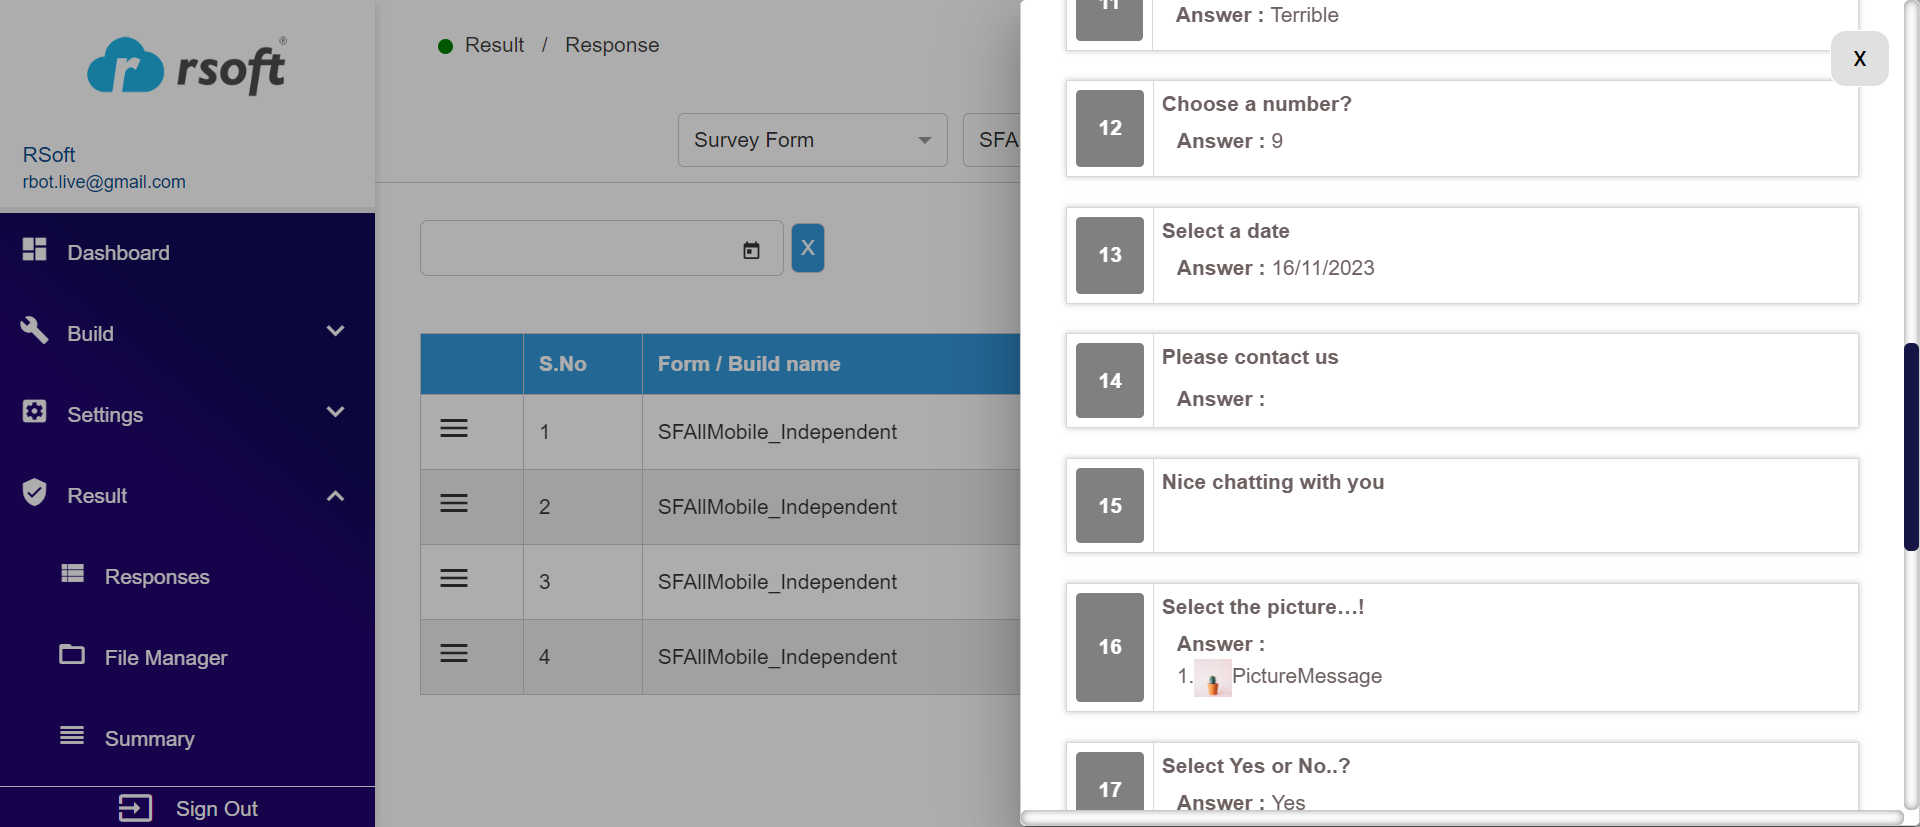 r rsoft®
RSoft
rbot.live@gmail.com
Dashboard
Build
Settings
Result
Responses
File Manager
Summary
Sign Out
Result / Response
Survey Form
SFA
X
S.No Form / Build name
1 SFAllMobile_Independent
2 SFAllMobile_Independent
3 SFAllMobile_Independent
4 SFAllMobile_Independent
X
11
Answer : Terrible
12
Choose a number?
Answer : 9
13
Select a date
Answer : 16/11/2023
14
Please contact us
Answer :
15
Nice chatting with you
16
Select the picture...!
Answer :
1. PictureMessage
17
Select Yes or No..?
Answer : Yes